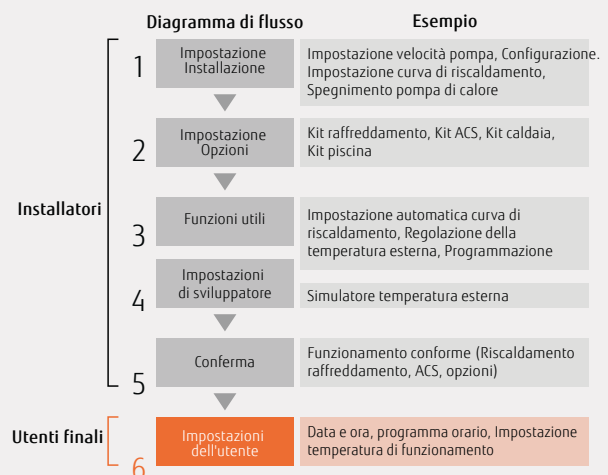 Diagramma di flusso
Esempio
Installatori
1
Impostazione
Installazione
Impostazione velocità pompa, Configurazione.
Impostazione curva di riscaldamento,
Spegnimento pompa di calore
2
Impostazione
Opzioni
Kit raffreddamento, Kit ACS, Kit caldaia,
Kit piscina
3
Funzioni utili
Impostazione automatica curva di
riscaldamento, Regolazione della
temperatura esterna, Programmazione
4
Impostazioni
di sviluppatore
Simulatore temperatura esterna
5
Conferma
Funzionamento conforme (Riscaldamento
raffreddamento, ACS, opzioni)
Utenti finali
6
Impostazioni
dell'utente
Data e ora, programma orario, Impostazione
temperatura di funzionamento